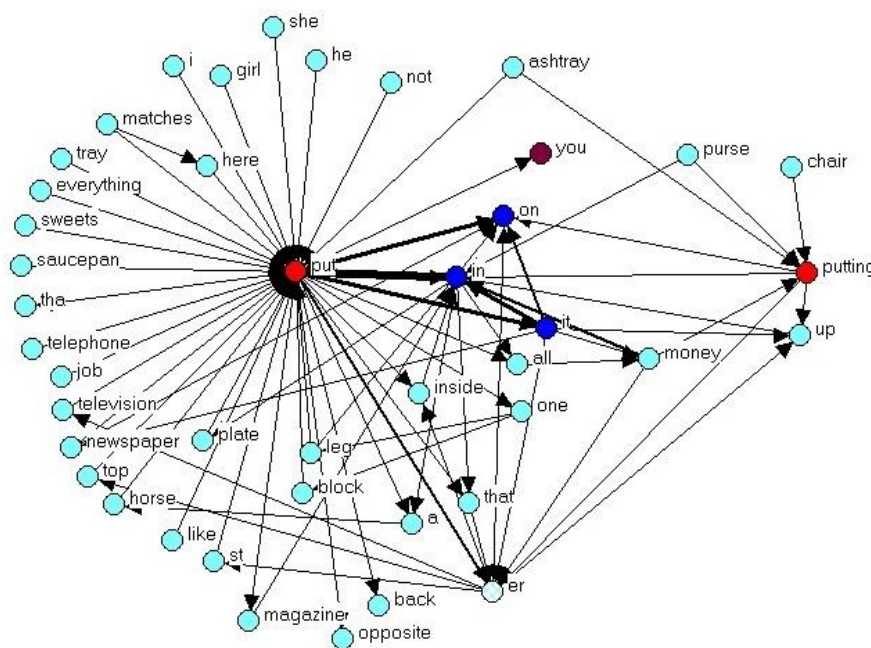 she
i
girl
he
not
ashtray
matches
here
you
purse
chair
tray
everything
on
sweets
saucepan
put
in
putting
tha
it
up
telephone
all
money
job
inside
one
television
newspaper
plate
leg
top
block
that
horse
a
like
st
er
magazine
back
opposite